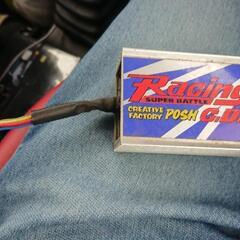 Racing
SUPER BATTLE
CREATIVE
FACTORY POSH C.D.I